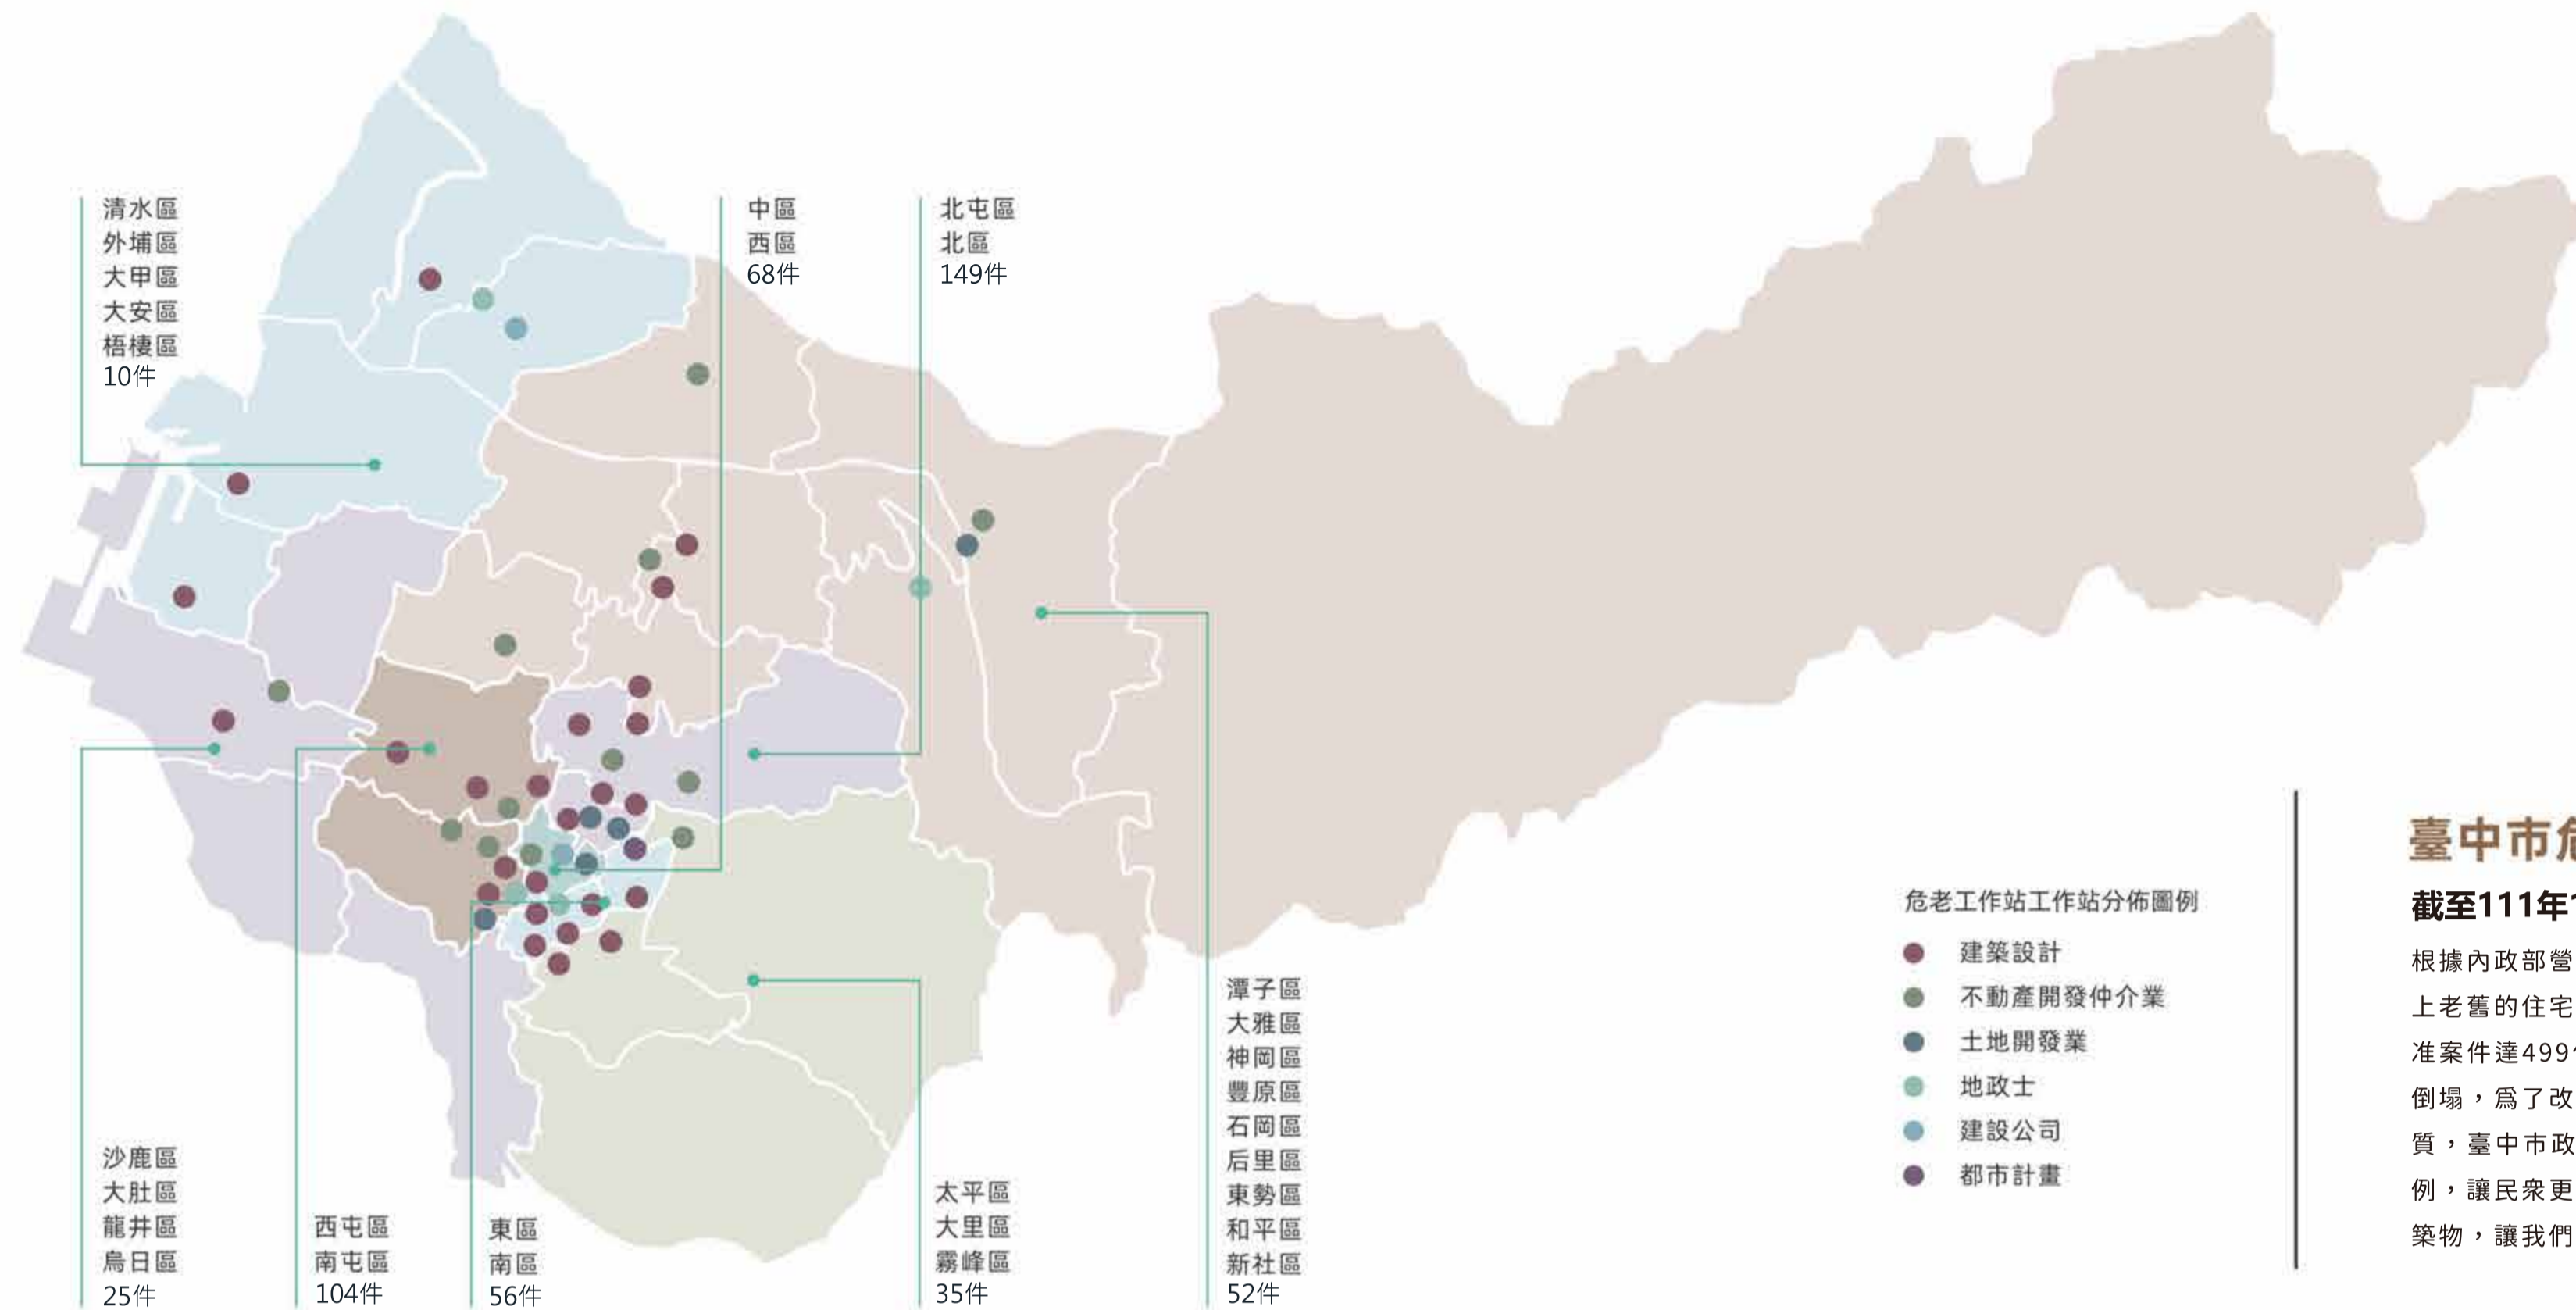 清水區
外埔區
大甲區
大安區
梧棲區
10件
中區
西區
68件
北屯區
北區
149件
沙鹿區
大肚區
龍井區
烏日區
25件
西屯區
南屯區
104件
東區
南區
56件
太平區
大里區
霧峰區
35件
潭子區
大雅區
神岡區
豐原區
石岡區
后里區
東勢區
和平區
新社區
52件
危老工作站工作站分佈圖例
建築設計
不動產開發仲介業
土地開發業
地政士
建設公司
都市計畫
臺中市危
截至111年1
根據內政部營
上老舊的住宅
准案件達499
倒塌，爲了改
質，臺中市政
例，讓民衆更
築物，讓我們